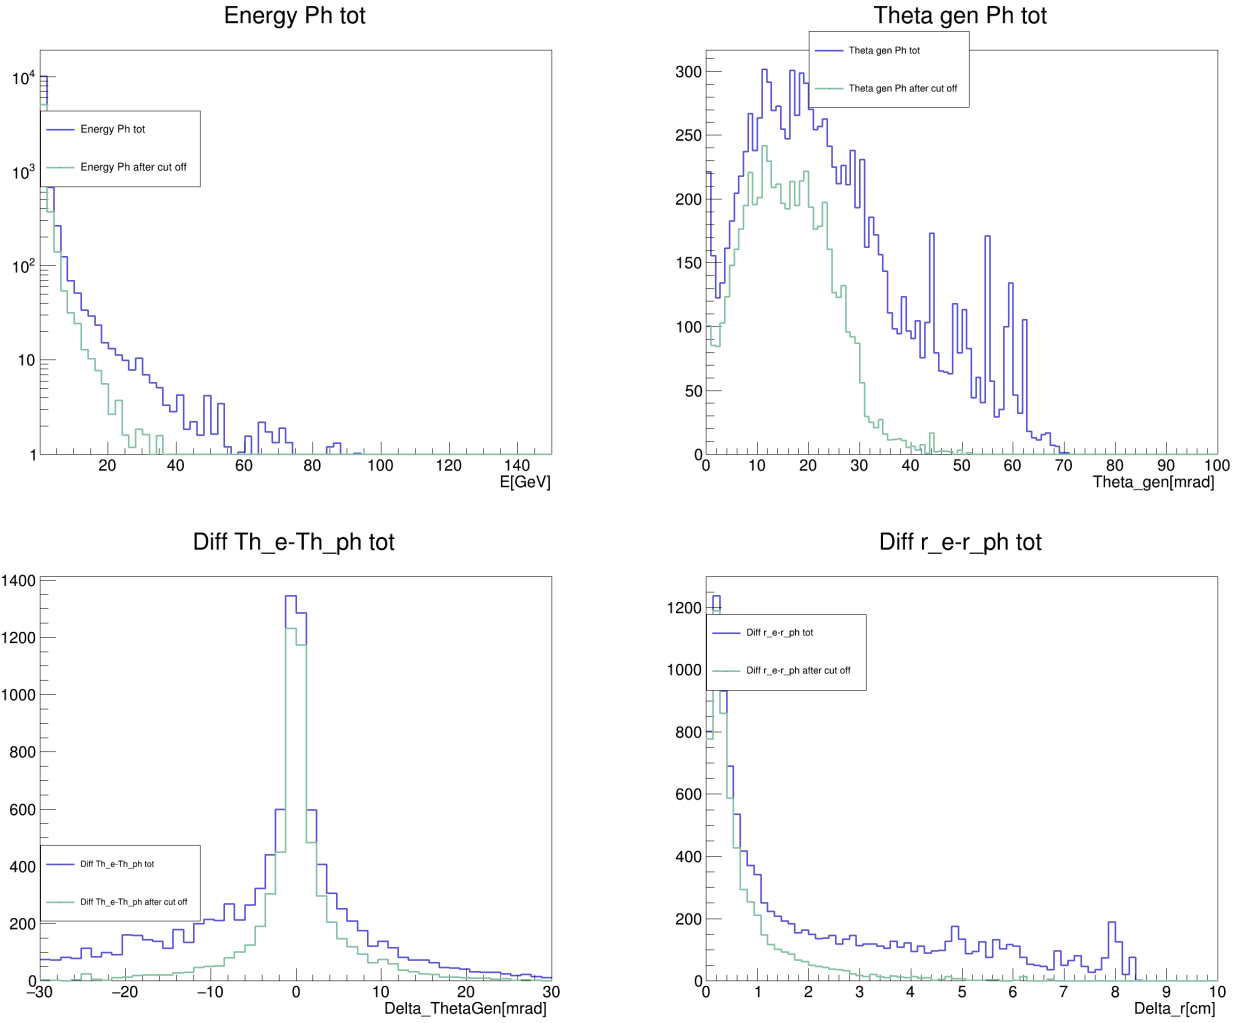 Energy Ph tot
10^4
10^3
10^2
10
1
Energy Ph tot
Energy Ph after cut off
20 40 60 80 100 120 140
E[GeV]
Theta gen Ph tot
300
250
200
150
100
50
0
Theta gen Ph tot
Theta gen Ph after cut off
0 10 20 30 40 50 60 70 80 90 100
Theta_gen[mrad]
Diff Th_e-Th_ph tot
1400
1200
1000
800
600
400
200
0
Diff Th_e-Th_ph tot
Diff Th_e-Th_ph after cut off
−30 −20 −10 0 10 20 30
Delta_ThetaGen[mrad]
Diff r_e-r_ph tot
1200
1000
800
600
400
200
0
Diff r_e-r_ph tot
Diff r_e-r_ph after cut off
0 1 2 3 4 5 6 7 8 9 10
Delta_r[cm]